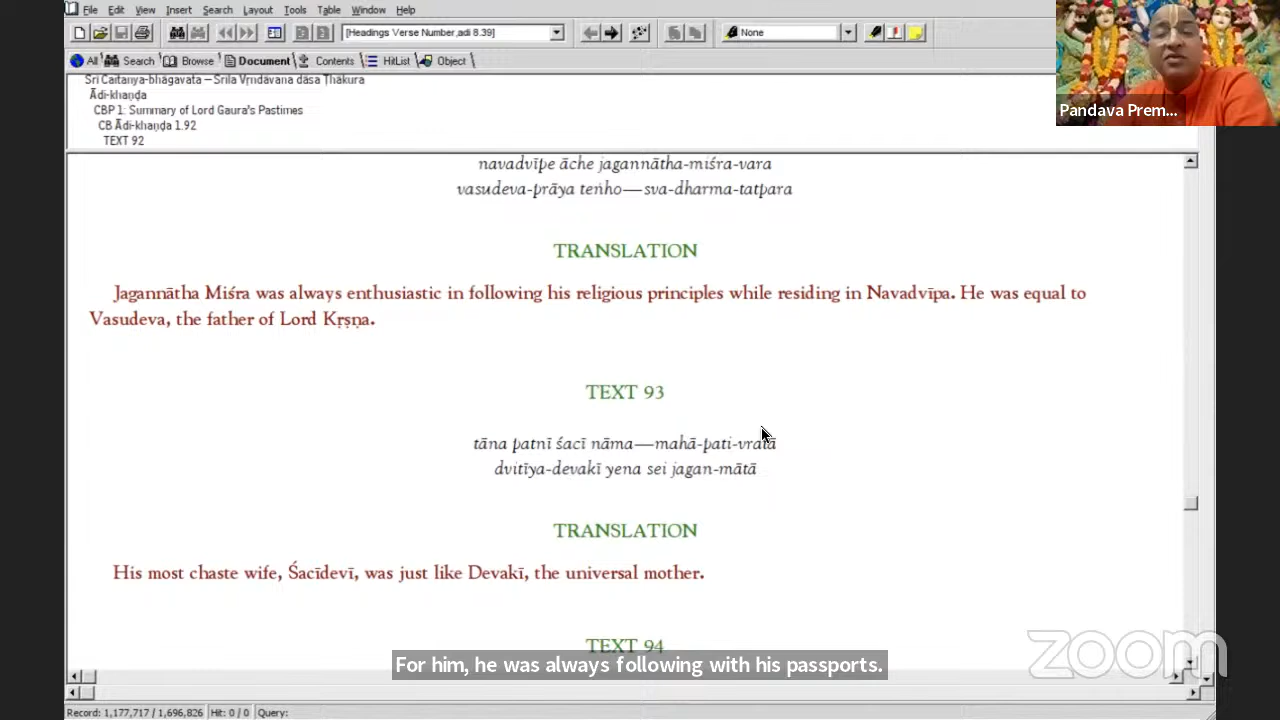 File Edit View Insert Search Layout Tools Table Window Help
[Headings Verse Number,adi 8.39] None
All Search Browse Document Contents HitList Object
Śrī Caitanya-bhāgavata – Śrīla Vṛndāvana dāsa Ṭhākura
Ādi-khaṇḍa
CBP 1: Summary of Lord Gaura's Pastimes
CB Ādi-khaṇḍa 1.92
TEXT 92
Pandava Prem...
navadvīpe āche jagannātha-miśra-vara
vasudeva-prāya teṅho—sva-dharma-tatpara
TRANSLATION
Jagannātha Miśra was always enthusiastic in following his religious principles while residing in Navadvīpa. He was equal to
Vasudeva, the father of Lord Kṛṣṇa.
TEXT 93
tāna patnī śacī nāma—mahā-pati-vratā
dvitīya-devakī yena sei jagan-mātā
TRANSLATION
His most chaste wife, Śacīdevī, was just like Devakī, the universal mother.
TEXT 94
For him, he was always following with his passports.
zoom
Record: 1,177,717 / 1,696,826 Hit: 0 / 0 Query: